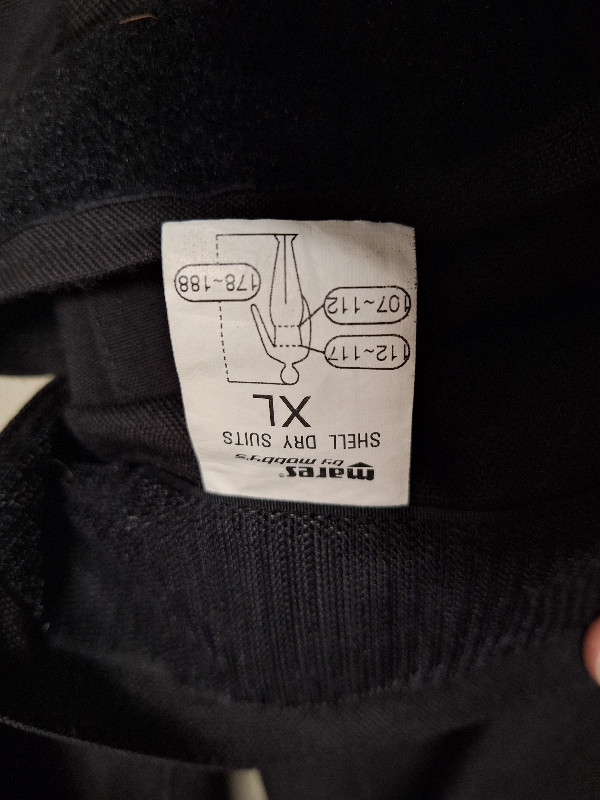 mares
by mobby's
SHELL DRY SUITS
XL
112~117
107~112
178~188